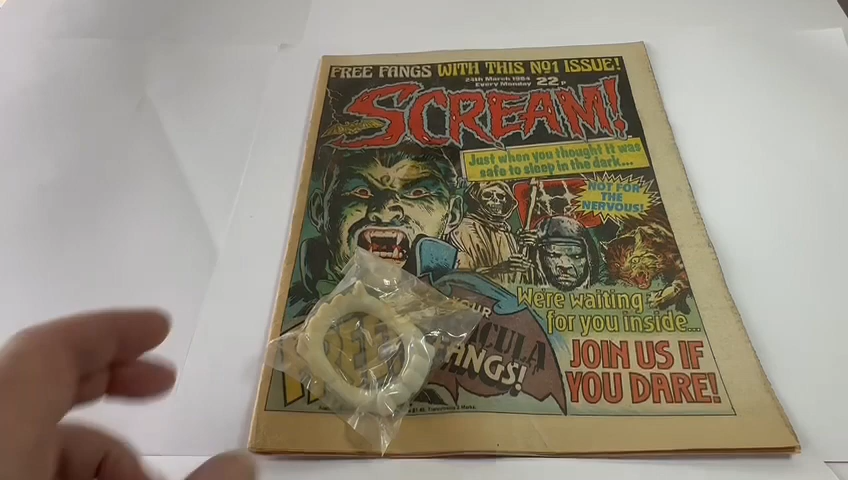 FREE FANGS WITH THIS No1 ISSUE!
24th March 1984
Every Monday
22p
SCREAM!
Just when you thought it was
safe to sleep in the dark...
NOT FOR
THE
NERVOUS!
We're waiting
for you inside...
JOIN US IF
YOU DARE!
FREE
YOUR
DRACULA
FANGS!